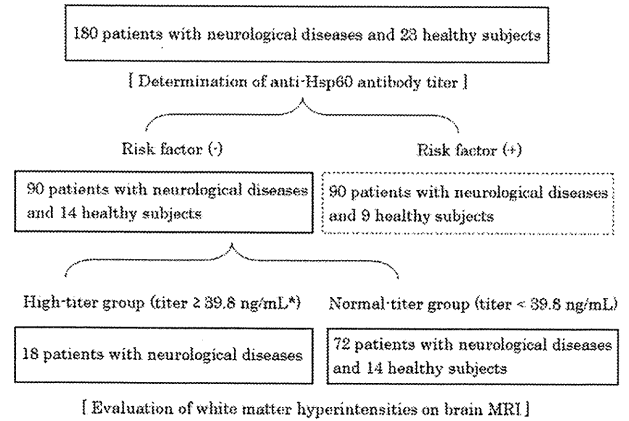 180 patients with neurological diseases and 23 healthy subjects
[ Determination of anti-Hsp60 antibody titer ]
Risk factor (-)
Risk factor (+)
90 patients with neurological diseases
and 14 healthy subjects
90 patients with neurological diseases
and 9 healthy subjects
High-titer group (titer ≥ 39.8 ng/mL*)
Normal-titer group (titer < 39.8 ng/mL)
18 patients with neurological diseases
72 patients with neurological diseases
and 14 healthy subjects
[ Evaluation of white matter hyperintensities on brain MRI ]